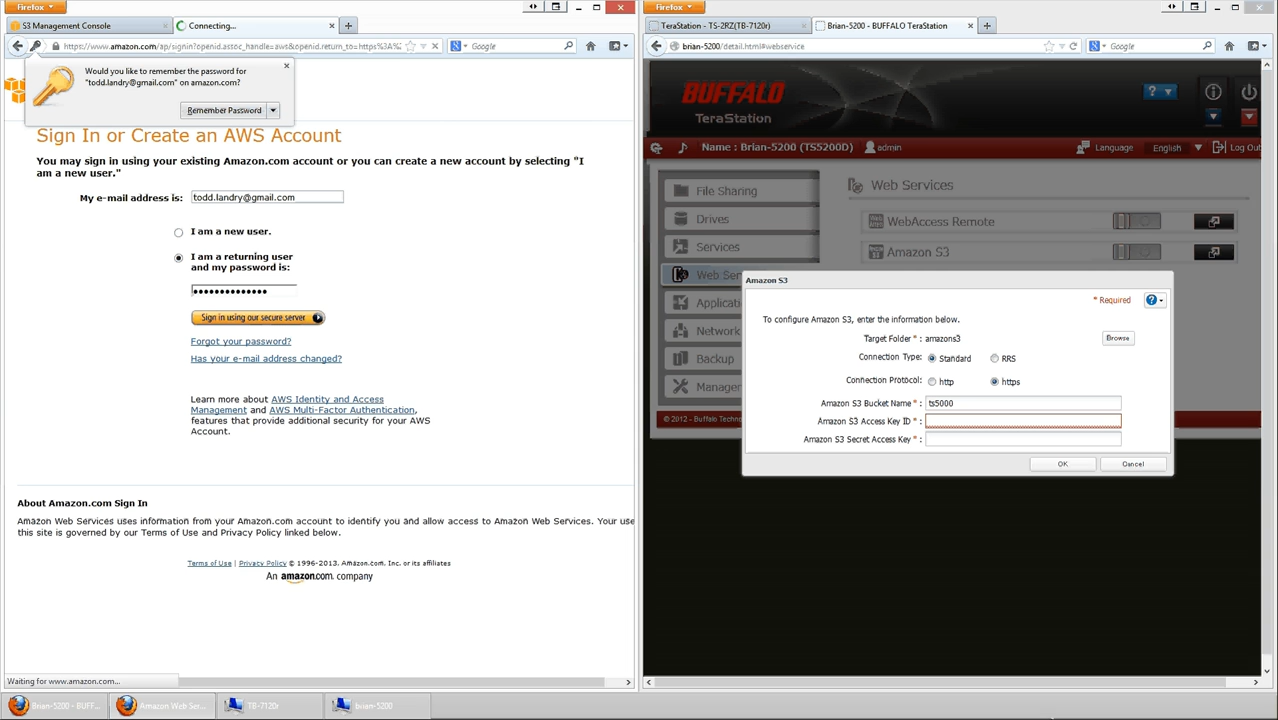 Firefox
S3 Management Console
Connecting...
https://www.amazon.com/ap/signin?openid.assoc_handle=aws&openid.return_to=https%3A%
Google
Would you like to remember the password for
"todd.landry@gmail.com" on amazon.com?
Remember Password
Sign In or Create an AWS Account
You may sign in using your existing Amazon.com account or you can create a new account by selecting "I
am a new user."
My e-mail address is:
todd.landry@gmail.com
I am a new user.
I am a returning user
and my password is:
Sign in using our secure server
Forgot your password?
Has your e-mail address changed?
Learn more about AWS Identity and Access
Management and AWS Multi-Factor Authentication,
features that provide additional security for your AWS
Account.
About Amazon.com Sign In
Amazon Web Services uses information from your Amazon.com account to identify you and allow access to Amazon Web Services. Your use
this site is governed by our Terms of Use and Privacy Policy linked below.
Terms of Use | Privacy Policy © 1996-2013, Amazon.com, Inc. or its affiliates
An amazon.com company
Waiting for www.amazon.com...
Firefox
TeraStation - TS-2RZ(TB-7120r)
Brian-5200 - BUFFALO TeraStation
brian-5200/detail.html#webservice
Google
BUFFALO
TeraStation
Name : Brian-5200 (TS5200D)
admin
Language
English
Log Out
File Sharing
Drives
Services
Web Ser
Applicati
Network
Backup
Manager
© 2012 - Buffalo Techno
Web Services
WebAccess Remote
Amazon S3
Amazon S3
* Required
To configure Amazon S3, enter the information below.
Target Folder * : amazons3
Browse
Connection Type: Standard RRS
Connection Protocol: http https
Amazon S3 Bucket Name * : ts5000
Amazon S3 Access Key ID * :
Amazon S3 Secret Access Key * :
OK
Cancel
Brian-5200 - BUFF...
Amazon Web Ser...
TB-7120r
brian-5200